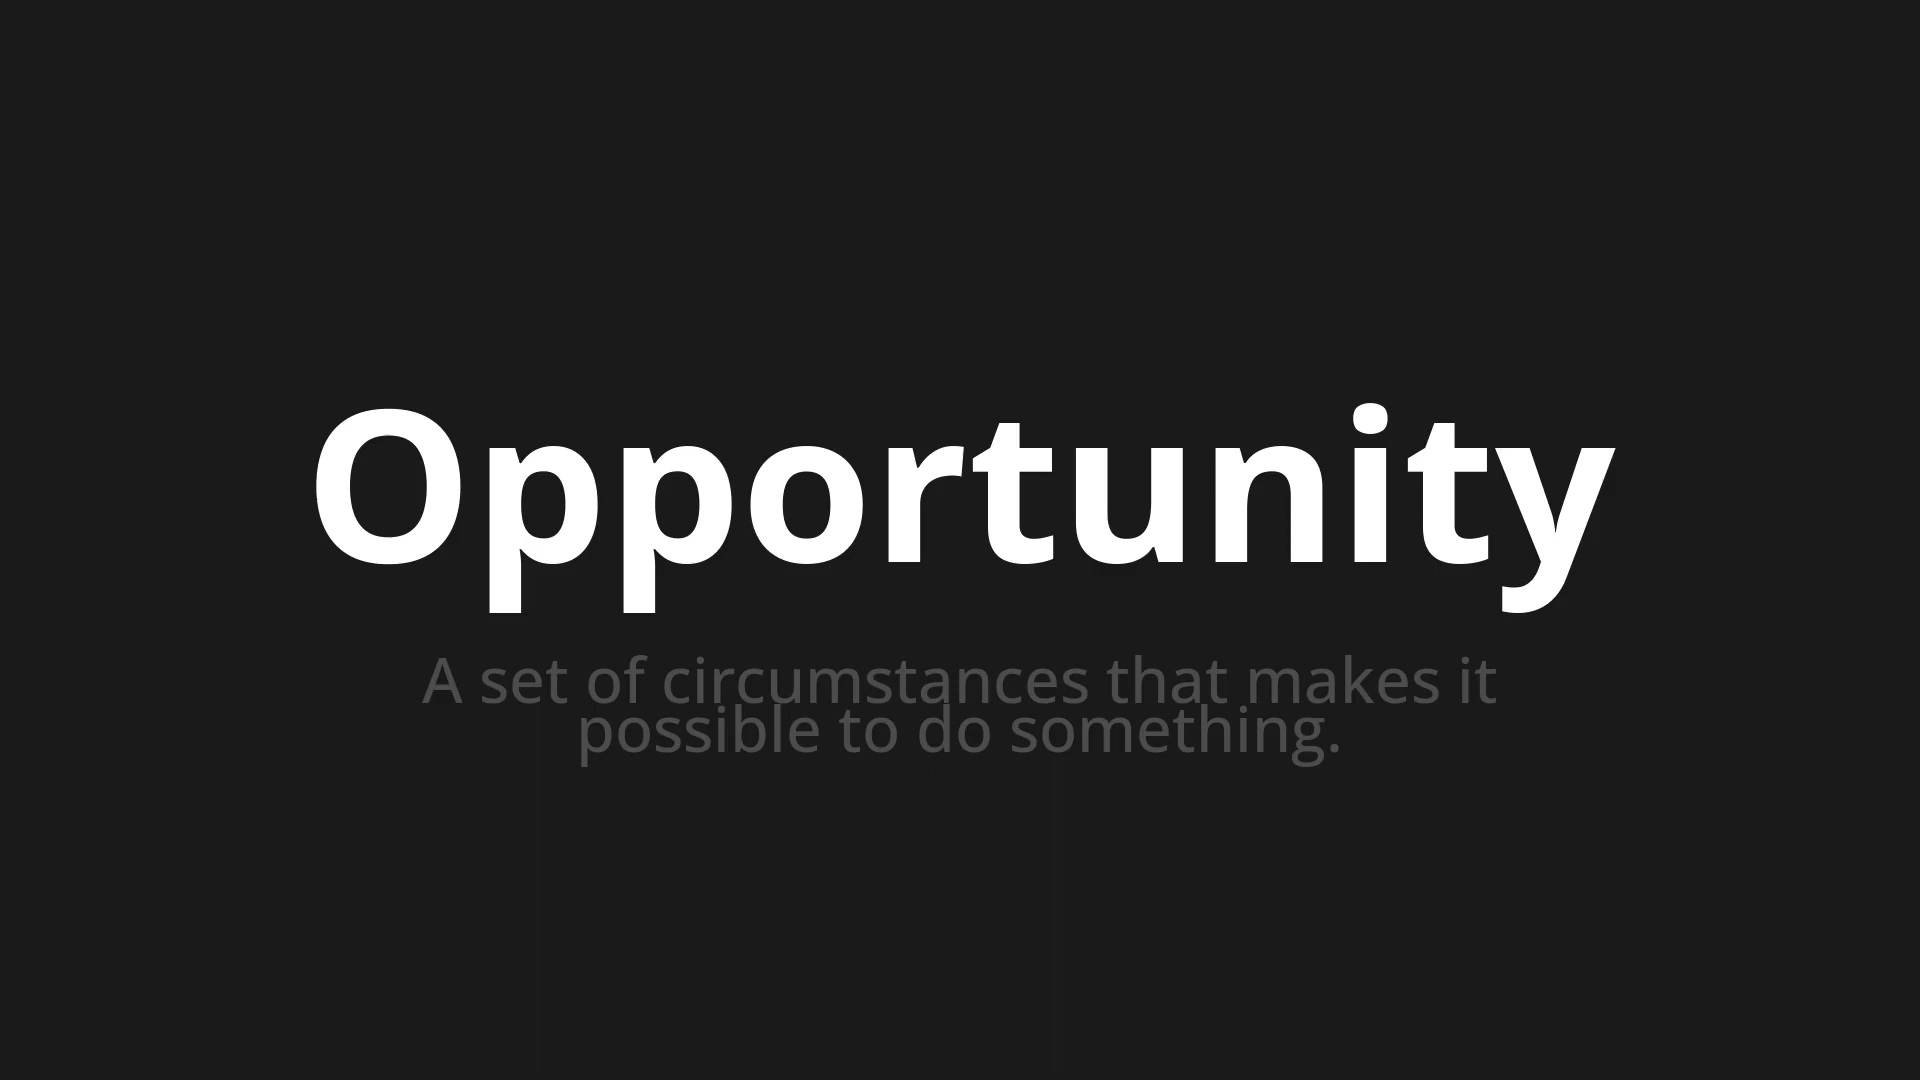 Opportunity
A set of circumstances that makes it
possible to do something.